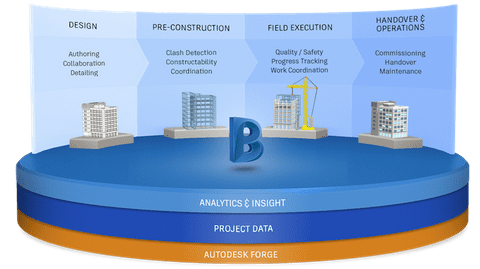 DESIGN
Authoring
Collaboration
Detailing
PRE-CONSTRUCTION
Clash Detection
Constructability
Coordination
FIELD EXECUTION
Quality / Safety
Progress Tracking
Work Coordination
HANDOVER &
OPERATIONS
Commissioning
Handover
Maintenance
B
ANALYTICS & INSIGHT
PROJECT DATA
AUTODESK FORGE